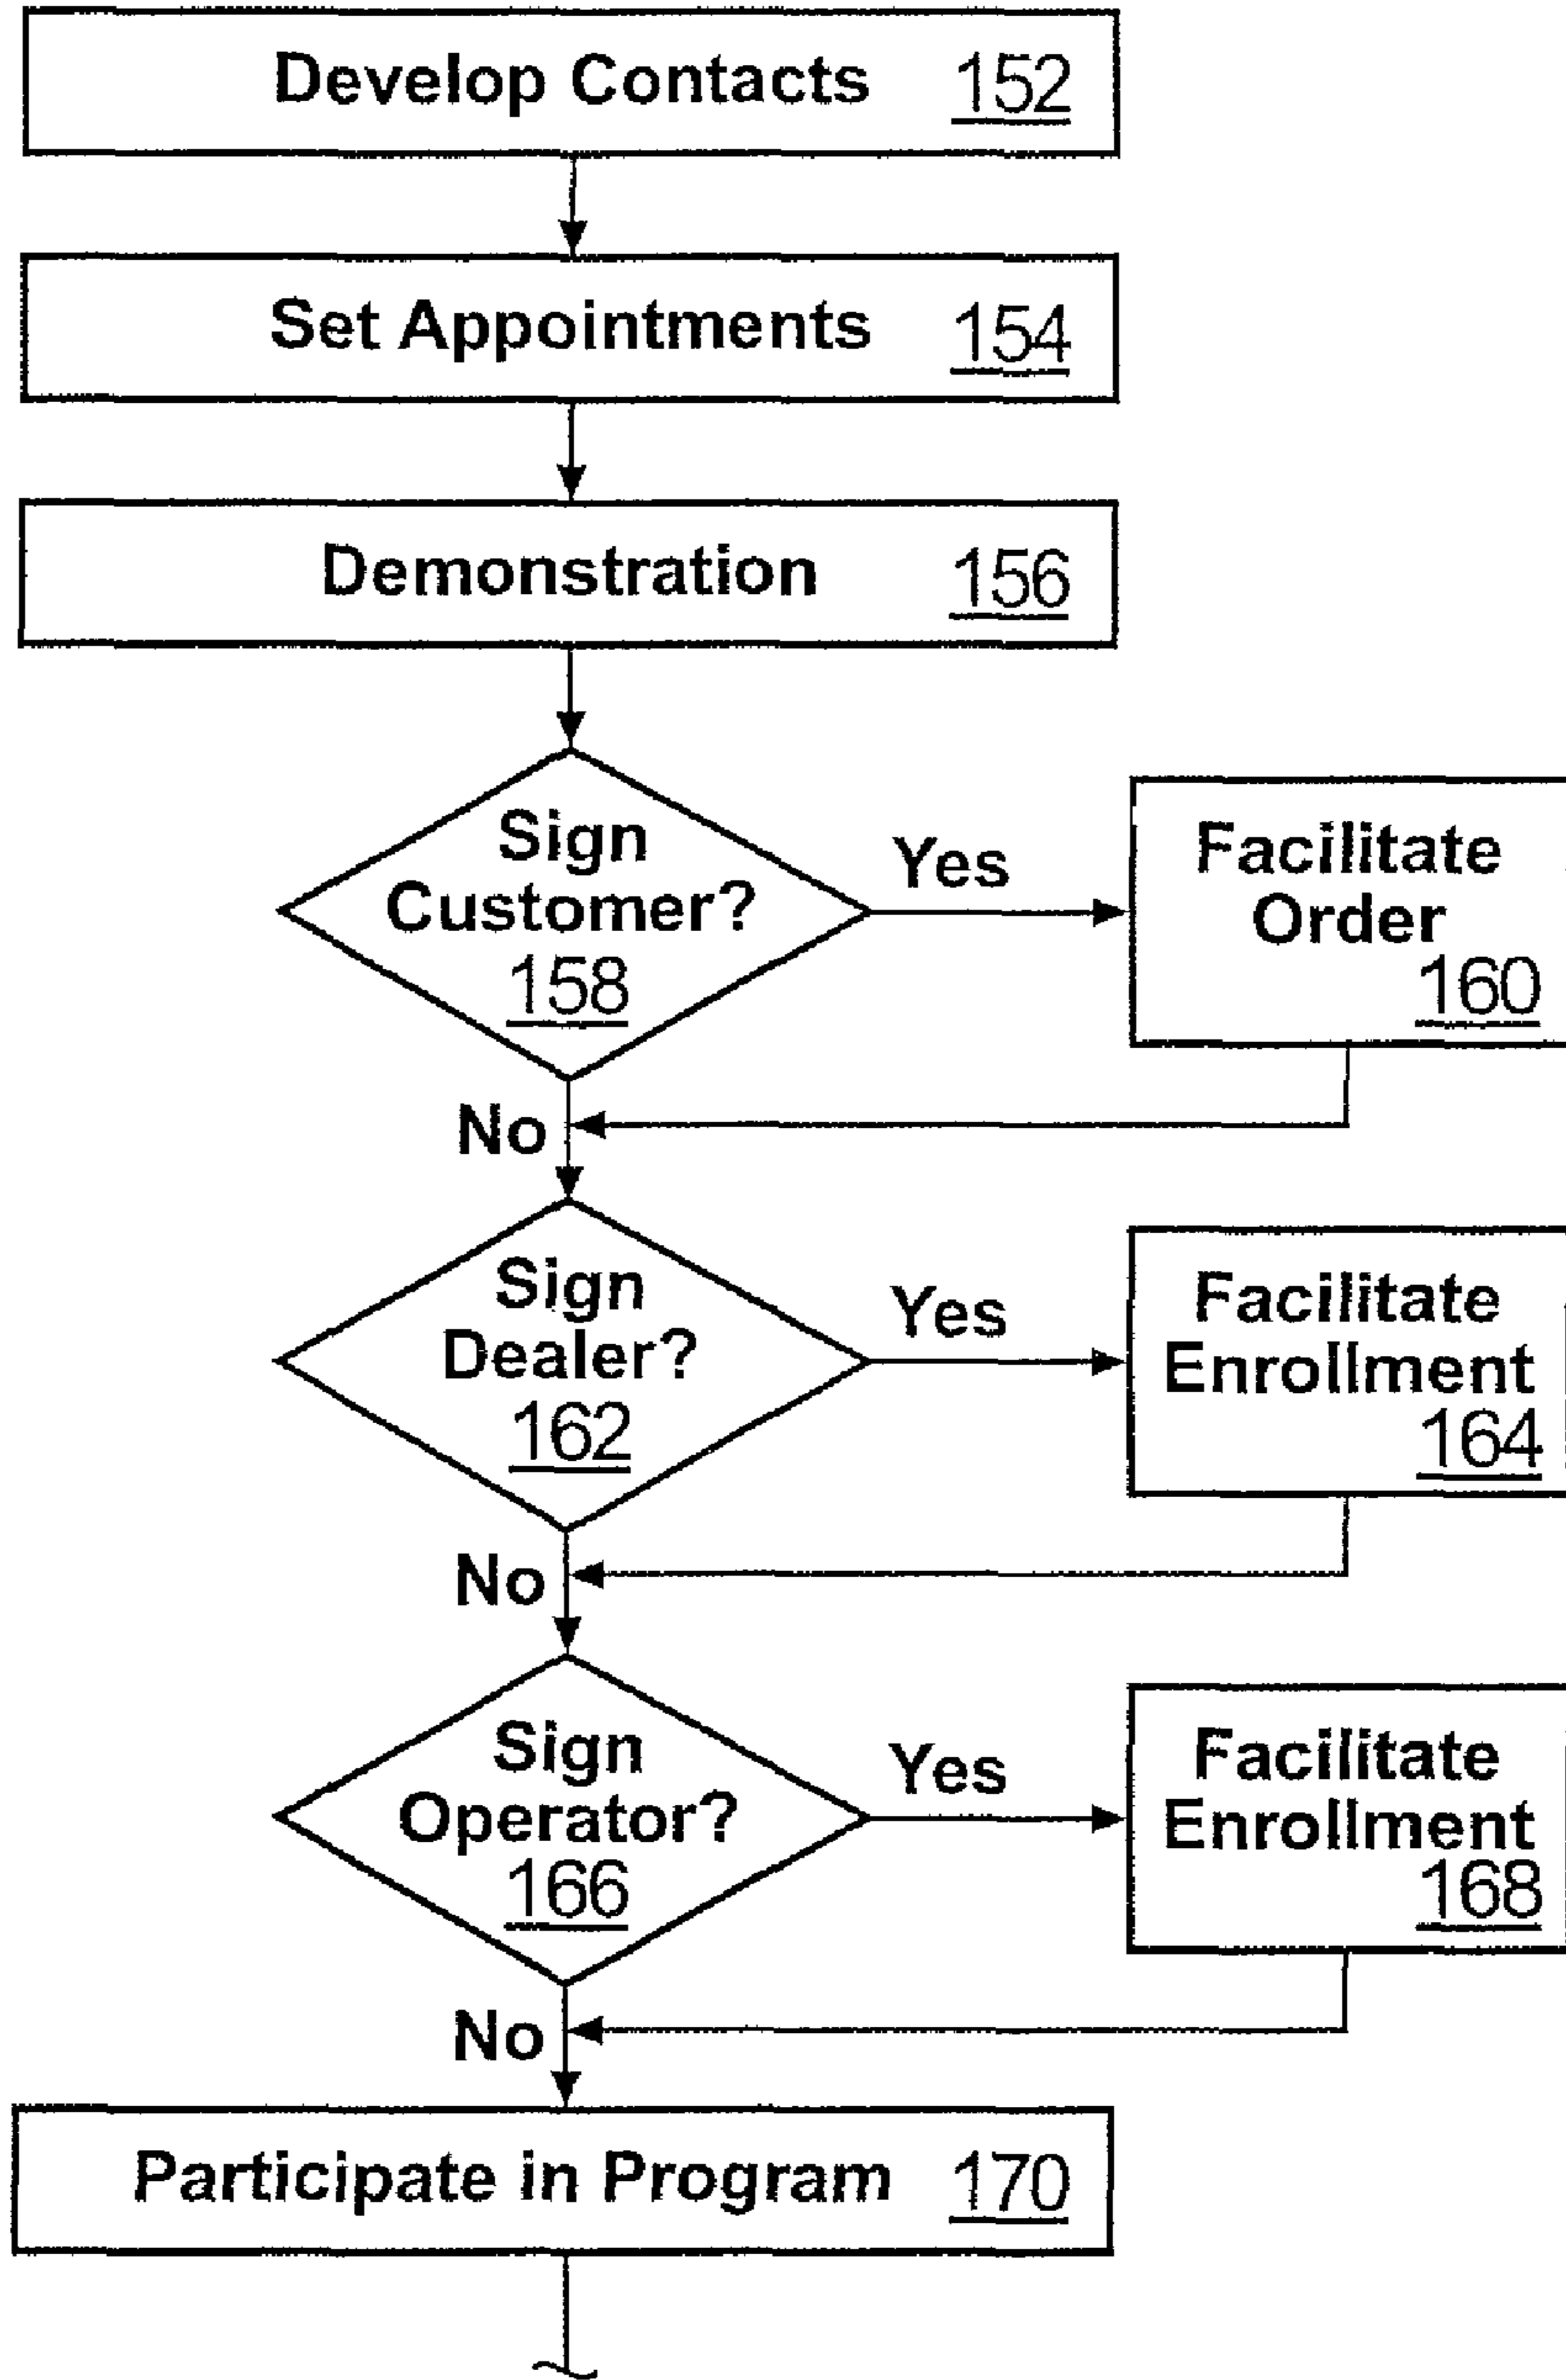 Develop Contacts 152
Set Appointments 154
Demonstration 156
Sign
Customer?
158
Yes
Facilitate
Order
160
No
Sign
Dealer?
162
Yes
Facilitate
Enrollment
164
No
Sign
Operator?
166
Yes
Facilitate
Enrollment
168
No
Participate in Program 170